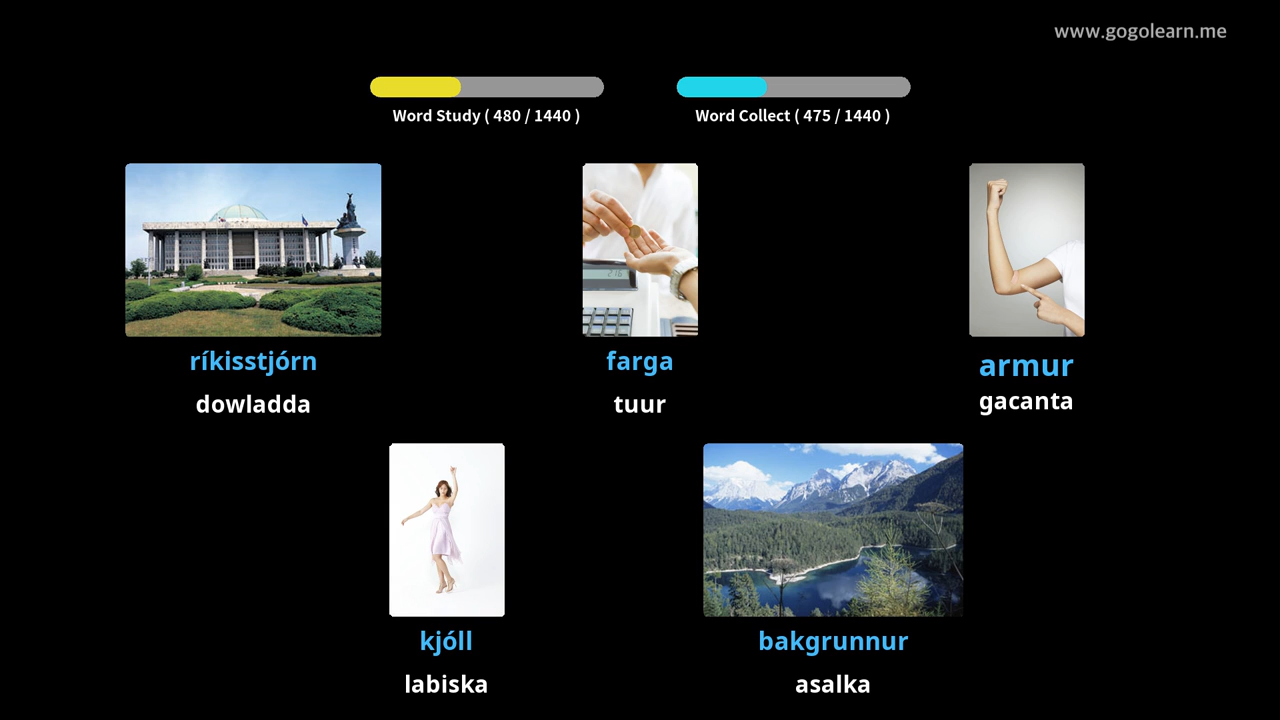 www.gogolearn.me
Word Study ( 480 / 1440 )
Word Collect ( 475 / 1440 )
ríkisstjórn
dowladda
farga
tuur
armur
gacanta
kjóll
labiska
bakgrunnur
asalka